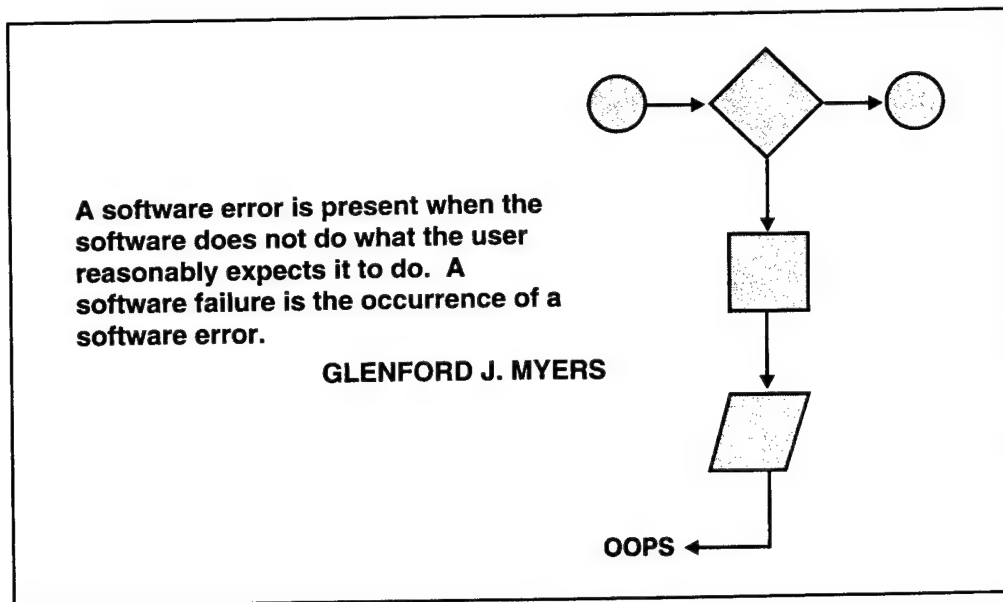 A software error is present when the
software does not do what the user
reasonably expects it to do. A
software failure is the occurrence of a
software error.
GLENFORD J. MYERS
OOPS